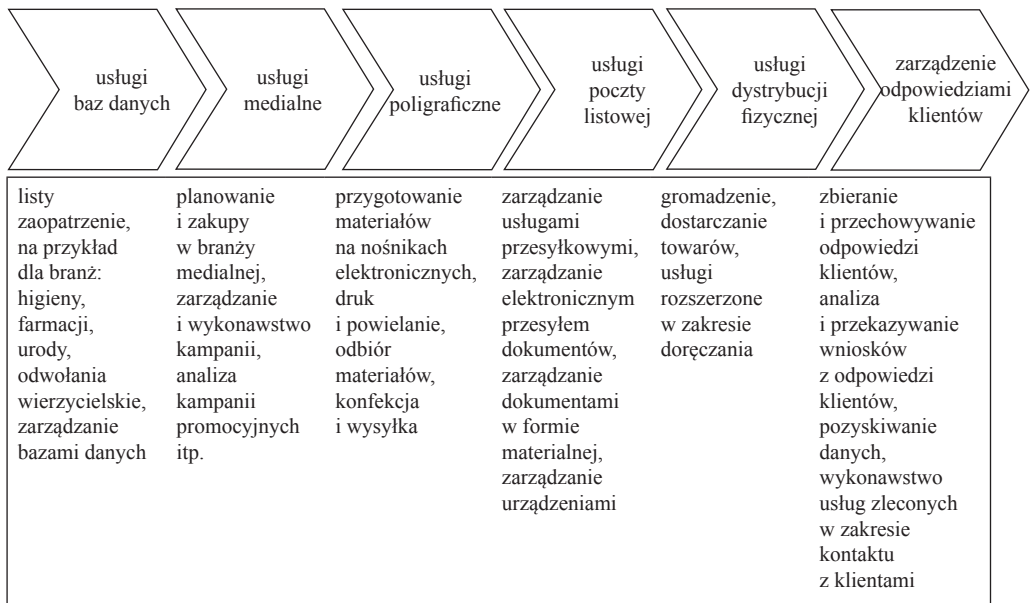 usługi
baz danych
usługi
medialne
usługi
poligraficzne
usługi
poczty
listowej
usługi
dystrybucji
fizycznej
zarządzenie
odpowiedziami
klientów
listy
zaopatrzenie,
na przykład
dla branż:
higieny,
farmacji,
urody,
odwołania
wierzycielskie,
zarządzanie
bazami danych
planowanie
i zakupy
w branży
medialnej,
zarządzanie
i wykonawstwo
kampanii,
analiza
kampanii
promocyjnych
itp.
przygotowanie
materiałów
na nośnikach
elektronicznych,
druk
i powielanie,
odbiór
materiałów,
konfekcja
i wysyłka
zarządzanie
usługami
przesyłkowymi,
zarządzanie
elektronicznym
przesyłem
dokumentów,
zarządzanie
dokumentami
w formie
materialnej,
zarządzanie
urządzeniami
gromadzenie,
dostarczanie
towarów,
usługi
rozszerzone
w zakresie
doręczania
zbieranie
i przechowywanie
odpowiedzi
klientów,
analiza
i przekazywanie
wniosków
z odpowiedzi
klientów,
pozyskiwanie
danych,
wykonawstwo
usług zleconych
w zakresie
kontaktu
z klientami